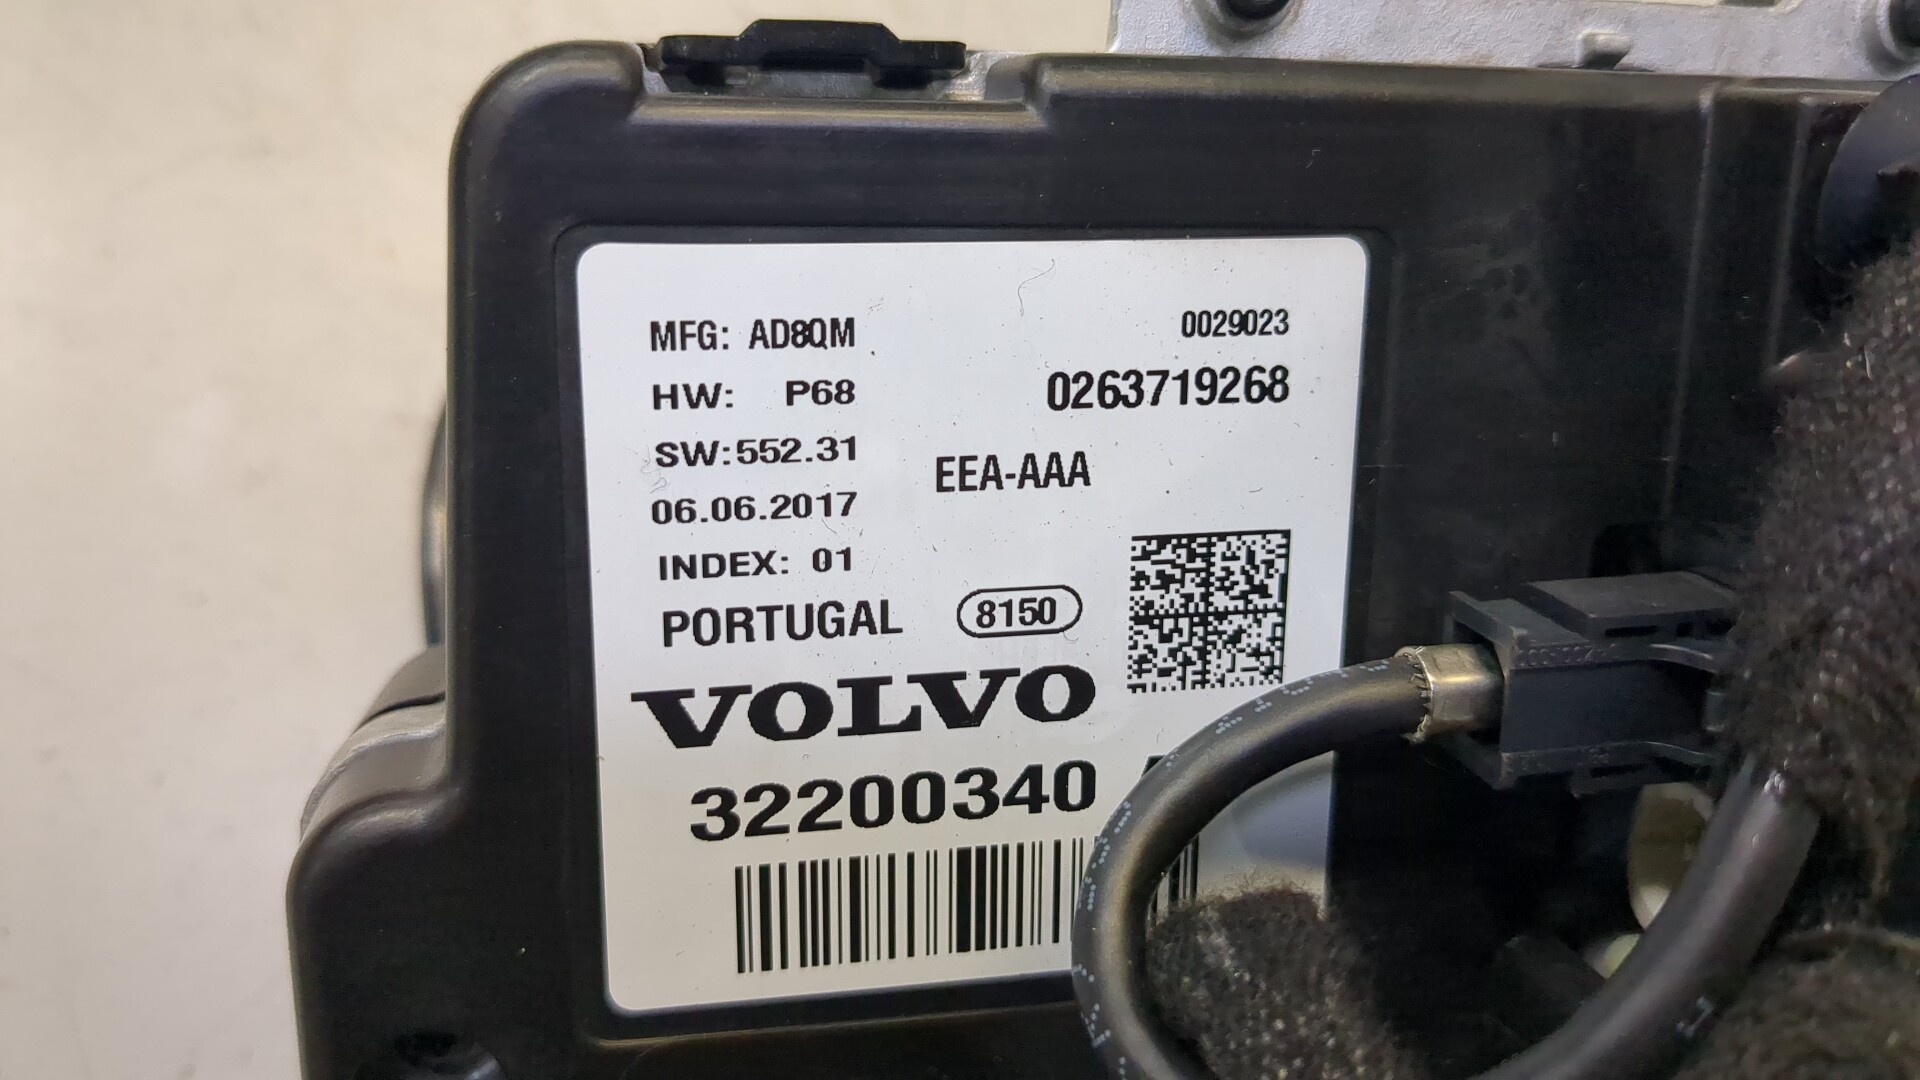 MFG: AD8QM
0029023
HW: P68
0263719268
SW:552.31
EEA-AAA
06.06.2017
INDEX: 01
PORTUGAL
8150
VOLVO
32200340